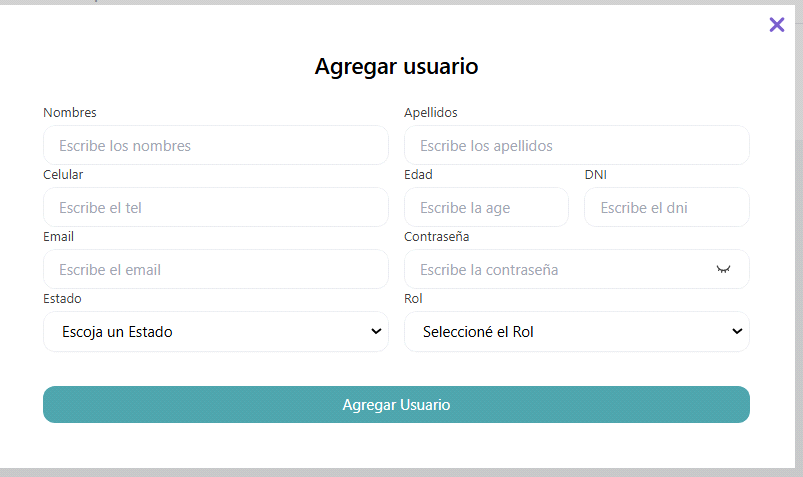 Agregar usuario
Nombres
Apellidos
Escribe los nombres
Escribe los apellidos
Celular
Edad
DNI
Escribe el tel
Escribe la age
Escribe el dni
Email
Contraseña
Escribe el email
Escribe la contraseña
Estado
Rol
Escoja un Estado
Seleccioné el Rol
Agregar Usuario